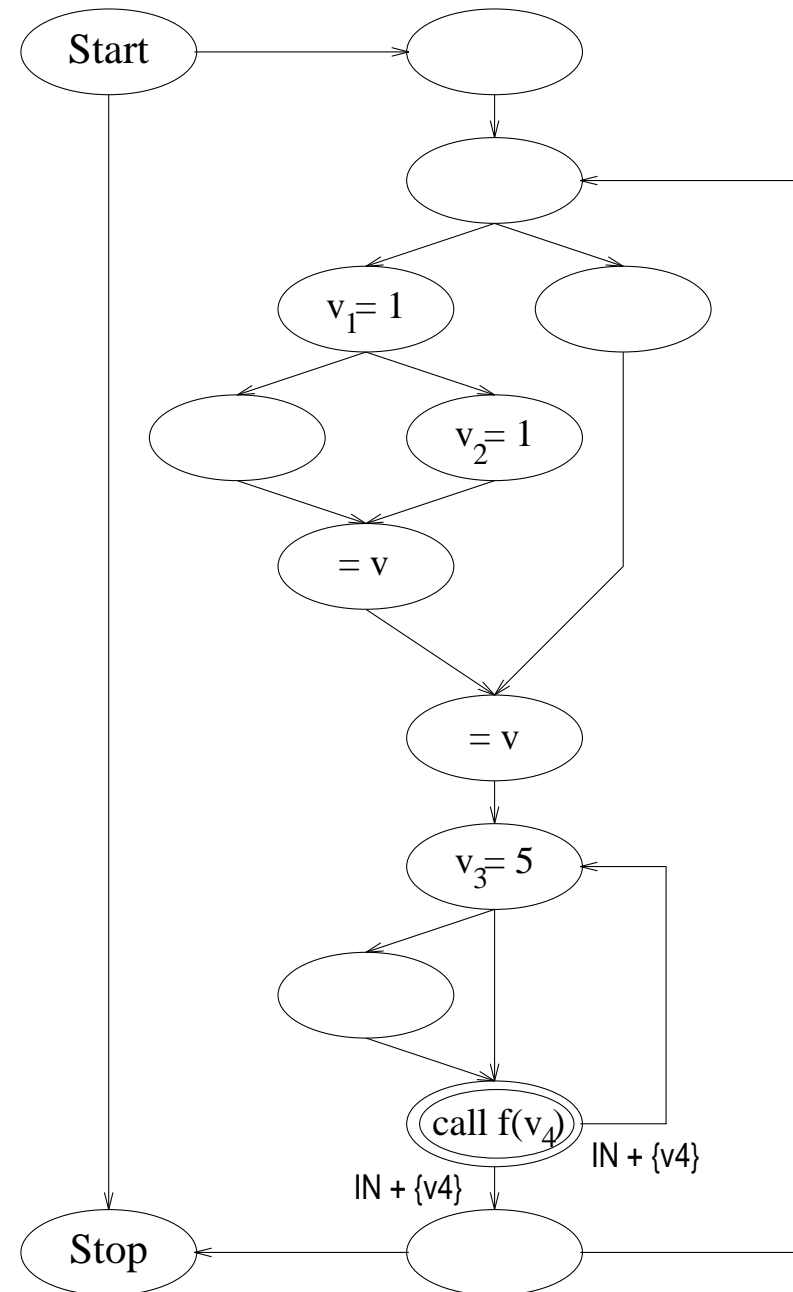 Start
v1= 1
v2= 1
= v
= v
v3= 5
call f(v4)
IN + {v4}
IN + {v4}
Stop